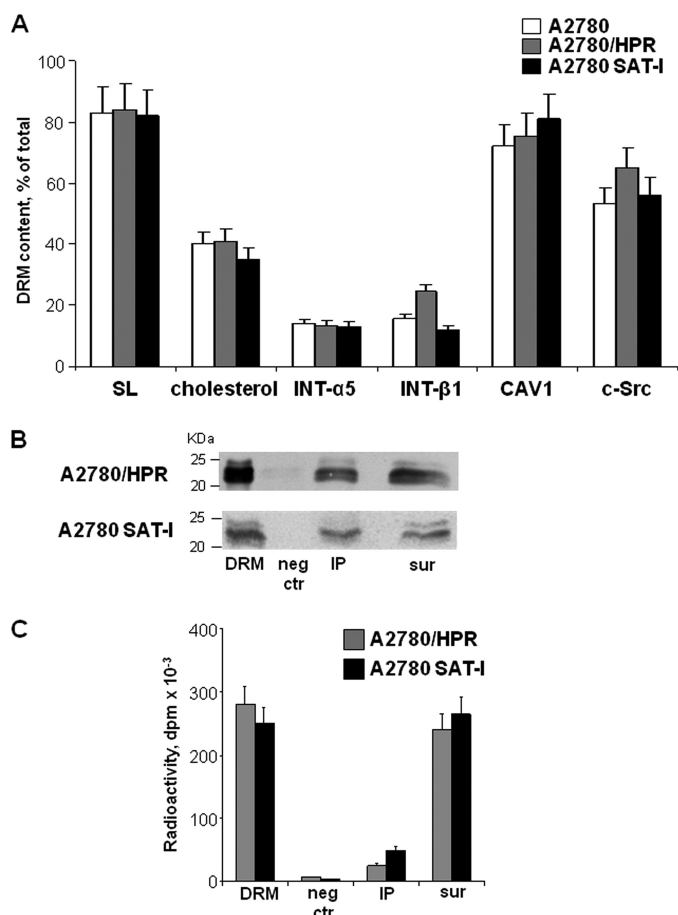 A
A2780
A2780/HPR
A2780 SAT-I
DRM content, % of total
100
80
60
40
20
0
SL cholesterol INT-α5 INT-β1 CAV1 c-Src
B
KDa
A2780/HPR
25
20
A2780 SAT-I
25
20
DRM neg ctr IP sur
C
A2780/HPR
A2780 SAT-I
Radioactivity, dpm x 10-3
400
300
200
100
0
DRM neg ctr IP sur